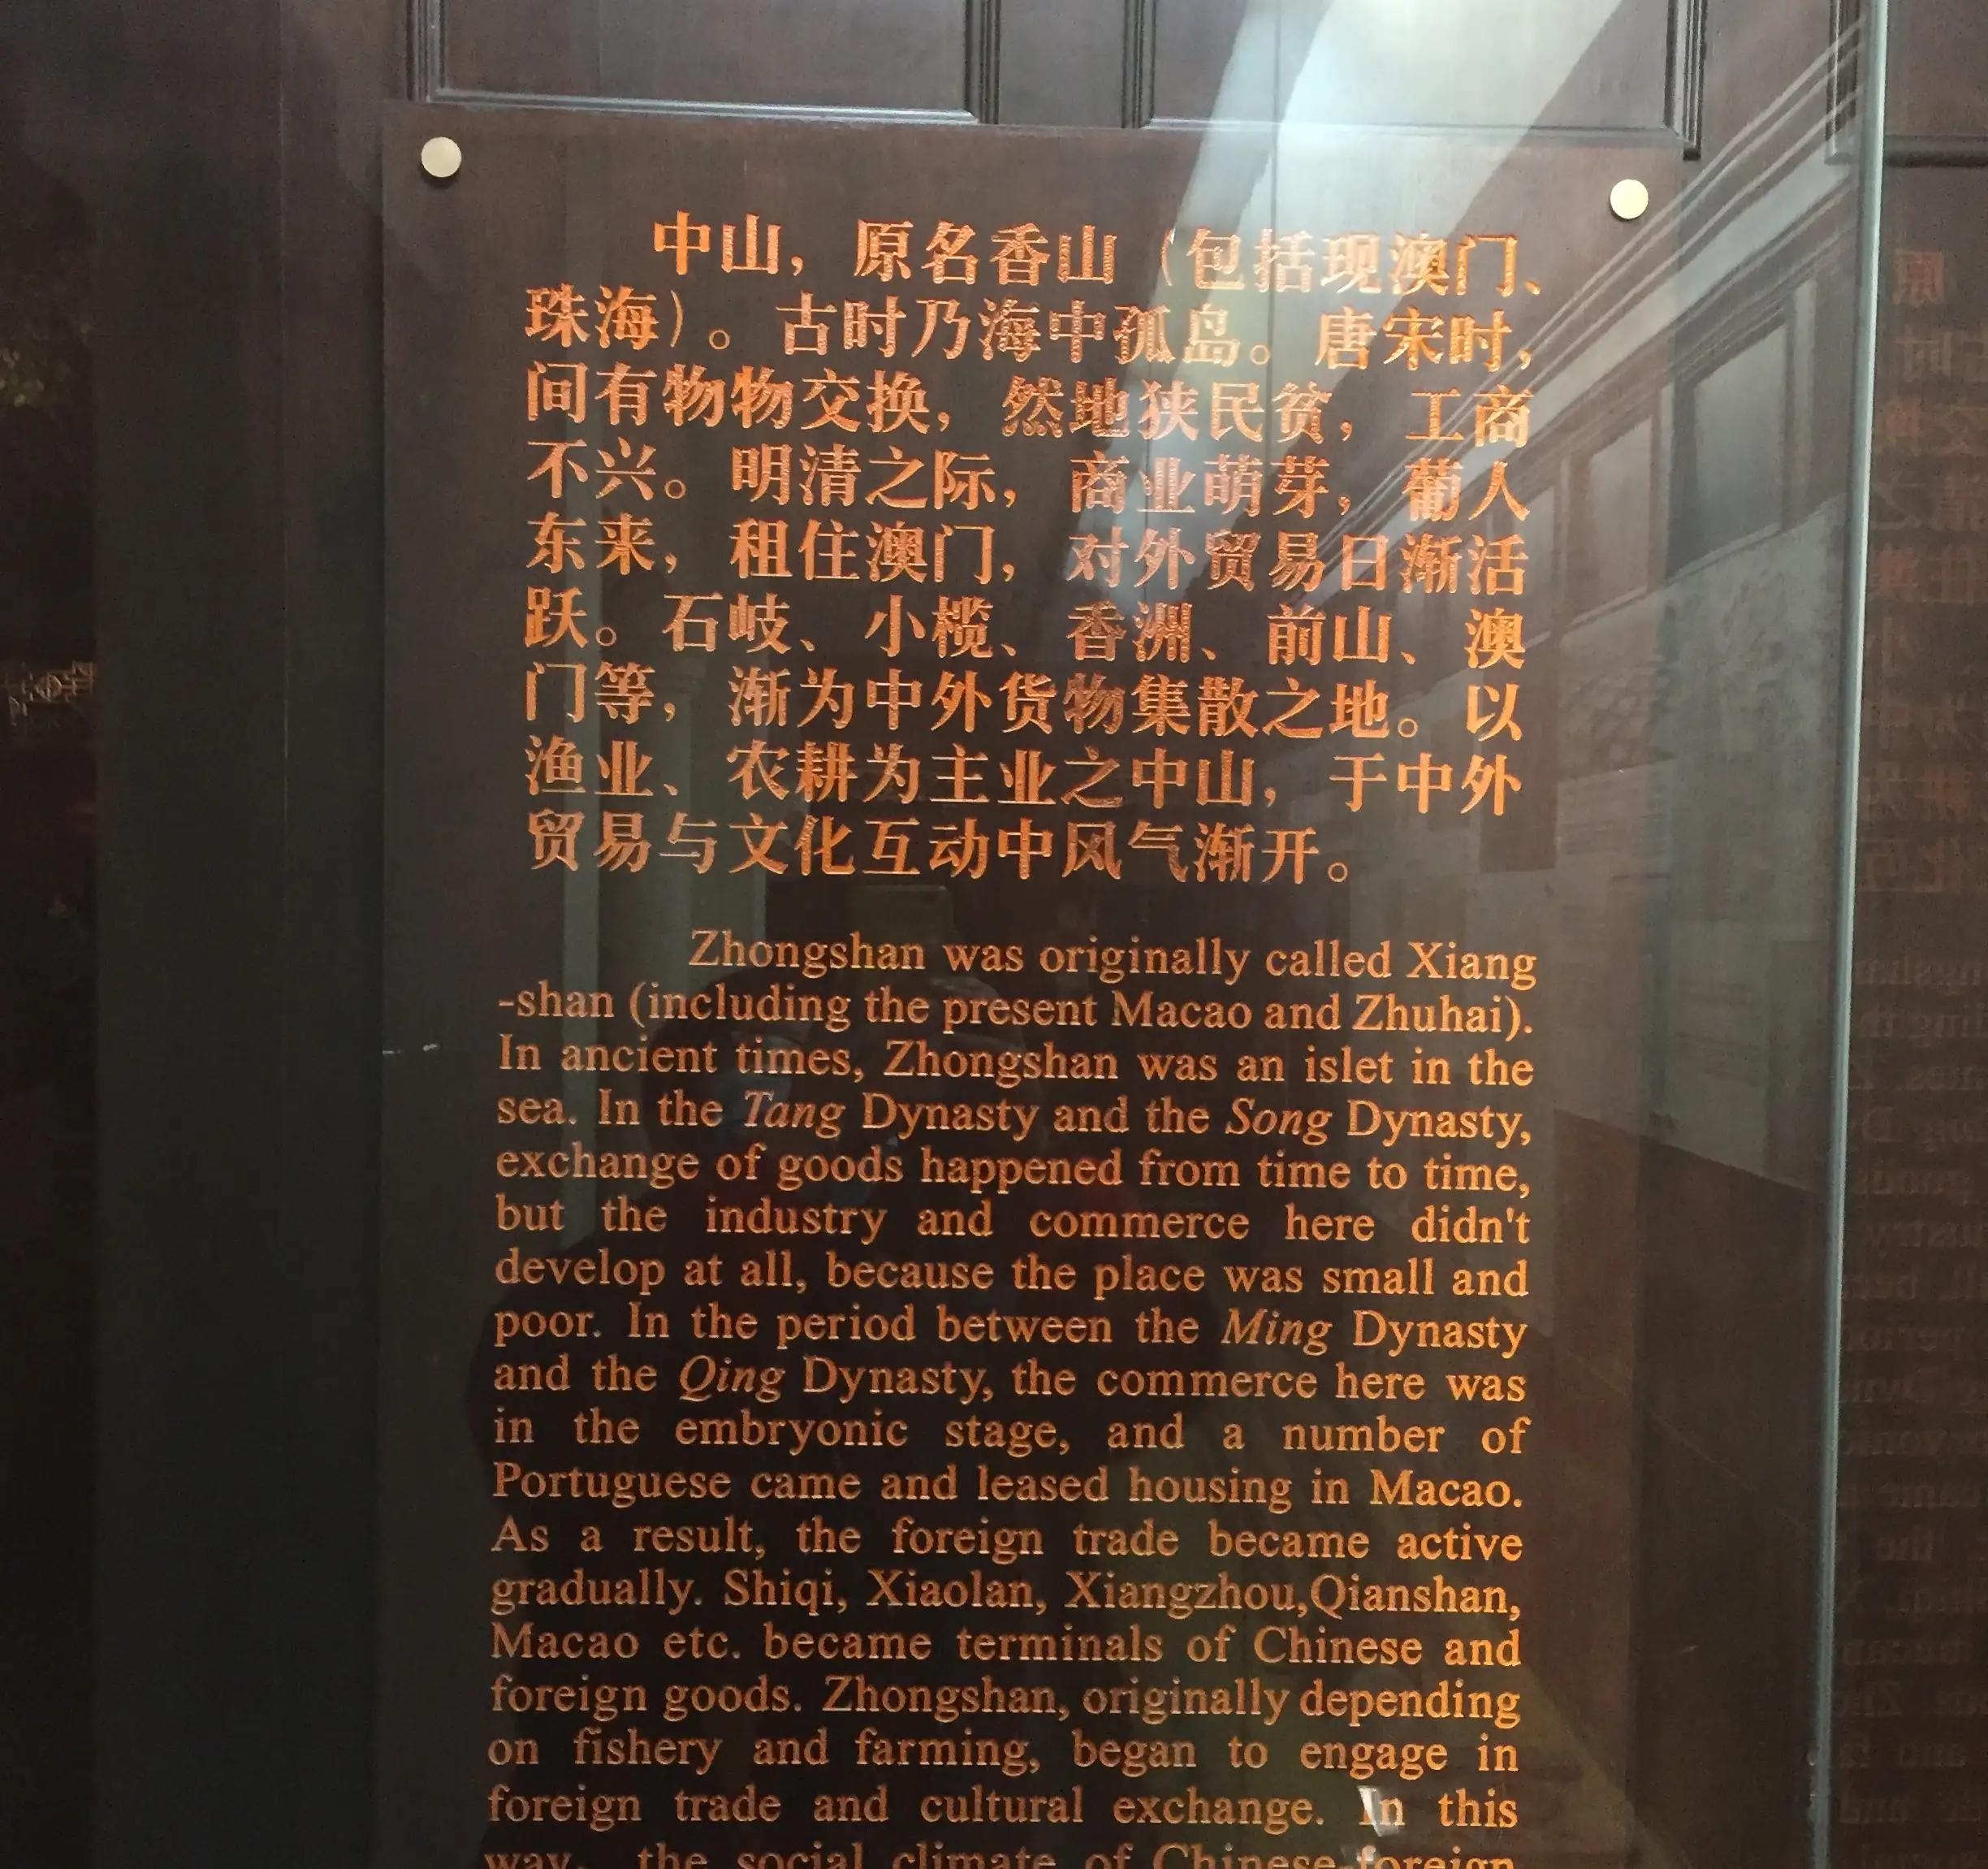 中山，原名香山（包括现澳门、
珠海）。古时乃海中孤岛。唐宋时，
间有物物交换，然地狭民贫，工商
不兴。明清之际，商业萌芽，葡人
东来，租住澳门，对外贸易日渐活
跃。石岐、小榄、香洲、前山、澳
门等，渐为中外货物集散之地。以
渔业、农耕为主业之中山，于中外
贸易与文化互动中风气渐开。
Zhongshan was originally called Xiang
-shan (including the present Macao and Zhuhai).
In ancient times, Zhongshan was an islet in the
sea. In the Tang Dynasty and the Song Dynasty,
exchange of goods happened from time to time,
but the industry and commerce here didn't
develop at all, because the place was small and
poor. In the period between the Ming Dynasty
and the Qing Dynasty, the commerce here was
in the embryonic stage, and a number of
Portuguese came and leased housing in Macao.
As a result, the foreign trade became active
gradually. Shiqi, Xiaolan, Xiangzhou,Qianshan,
Macao etc. became terminals of Chinese and
foreign goods. Zhongshan, originally depending
on fishery and farming, began to engage in
foreign trade and cultural exchange. In this
way, the social climate of Chinese-foreign